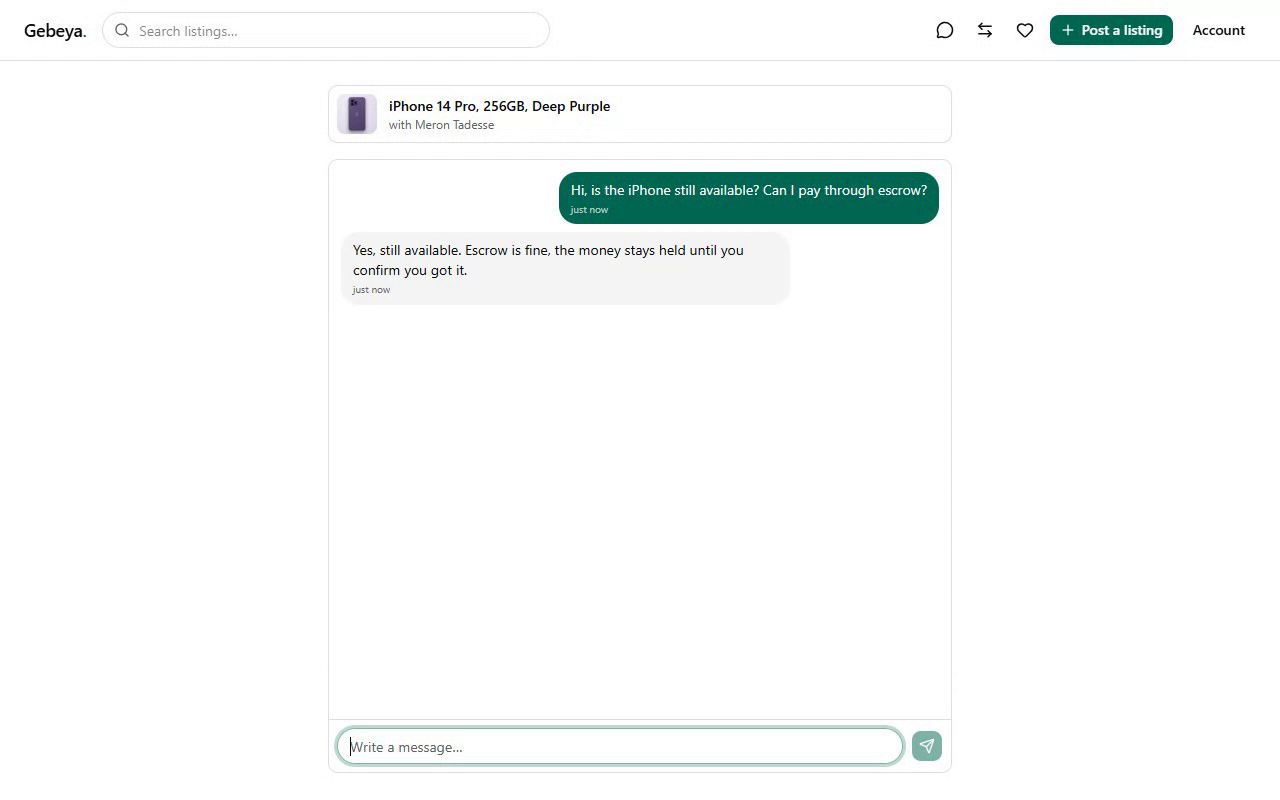 Gebeya.
Search listings...
Post a listing
Account
iPhone 14 Pro, 256GB, Deep Purple
with Meron Tadesse
Hi, is the iPhone still available? Can I pay through escrow?
just now
Yes, still available. Escrow is fine, the money stays held until you
confirm you got it.
just now
Write a message...